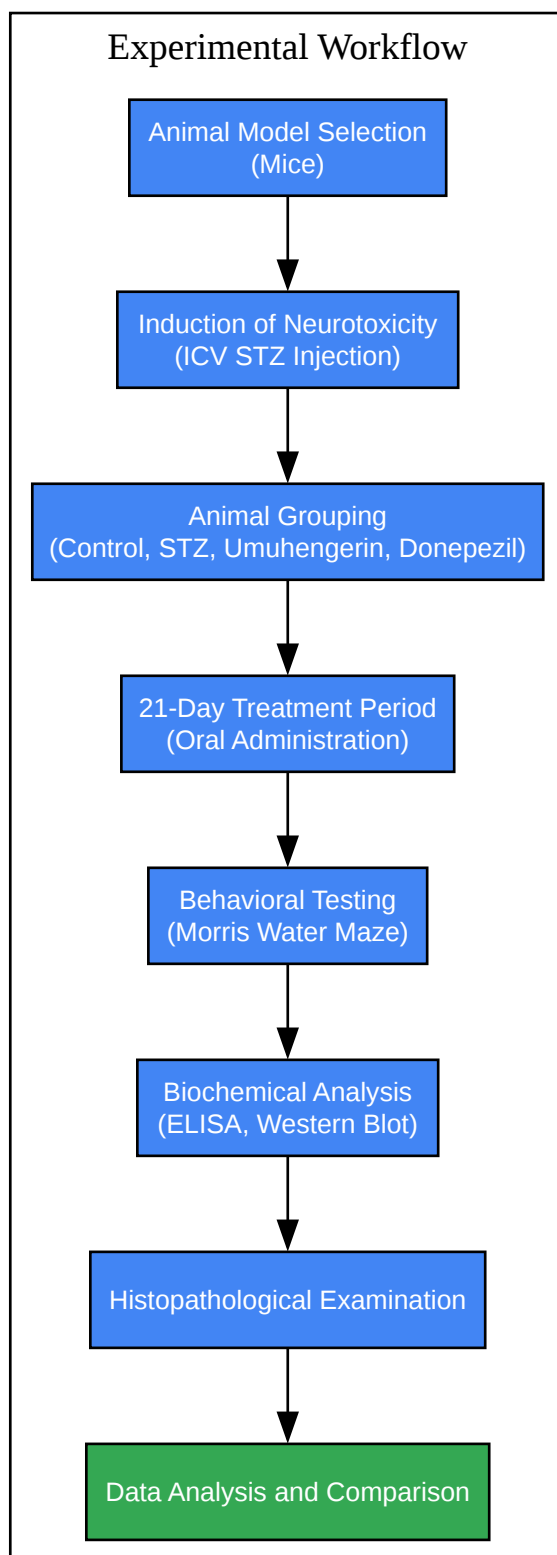 Experimental Workflow
Animal Model Selection
(Mice)
Induction of Neurotoxicity
(ICV STZ Injection)
Animal Grouping
(Control, STZ, Umuhengerin, Donepezil)
21-Day Treatment Period
(Oral Administration)
Behavioral Testing
(Morris Water Maze)
Biochemical Analysis
(ELISA, Western Blot)
Histopathological Examination
Data Analysis and Comparison